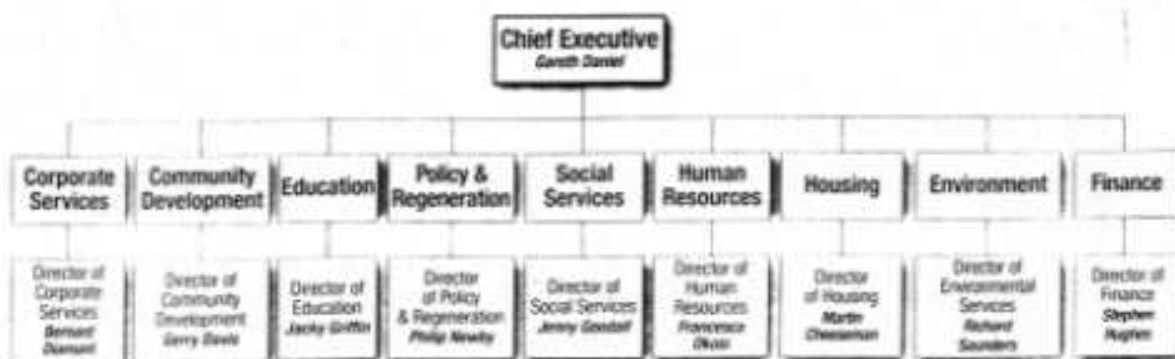 Chief Executive
Gareth Daniel
Corporate
Services
Community
Development
Education
Policy &
Regeneration
Social
Services
Human
Resources
Housing
Environment
Finance
Director of
Corporate
Services
Bernard
Diamant
Director of
Community
Development
Gerry Davis
Director of
Education
Jacky Griffin
Director
of Policy
& Regeneration
Philip Newby
Director of
Social Services
Jenny Goodall
Director of
Human
Resources
Director
of Housing
Martin
Cheeseman
Director of
Environmental
Services
Richard
Saunders
Director of
Finance
Stephen
Hughes